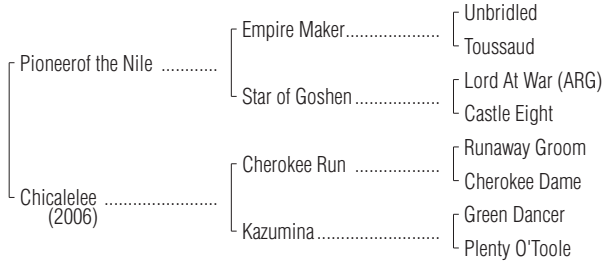 Unbridled
Empire Maker....................
Toussaud
Pioneerof the Nile ............
Lord At War (ARG)
Star of Goshen..................
Castle Eight
Runaway Groom
Cherokee Run ..................
Cherokee Dame
Chicalelee ........................
(2006)
Green Dancer
Kazumina..........................
Plenty O'Toole